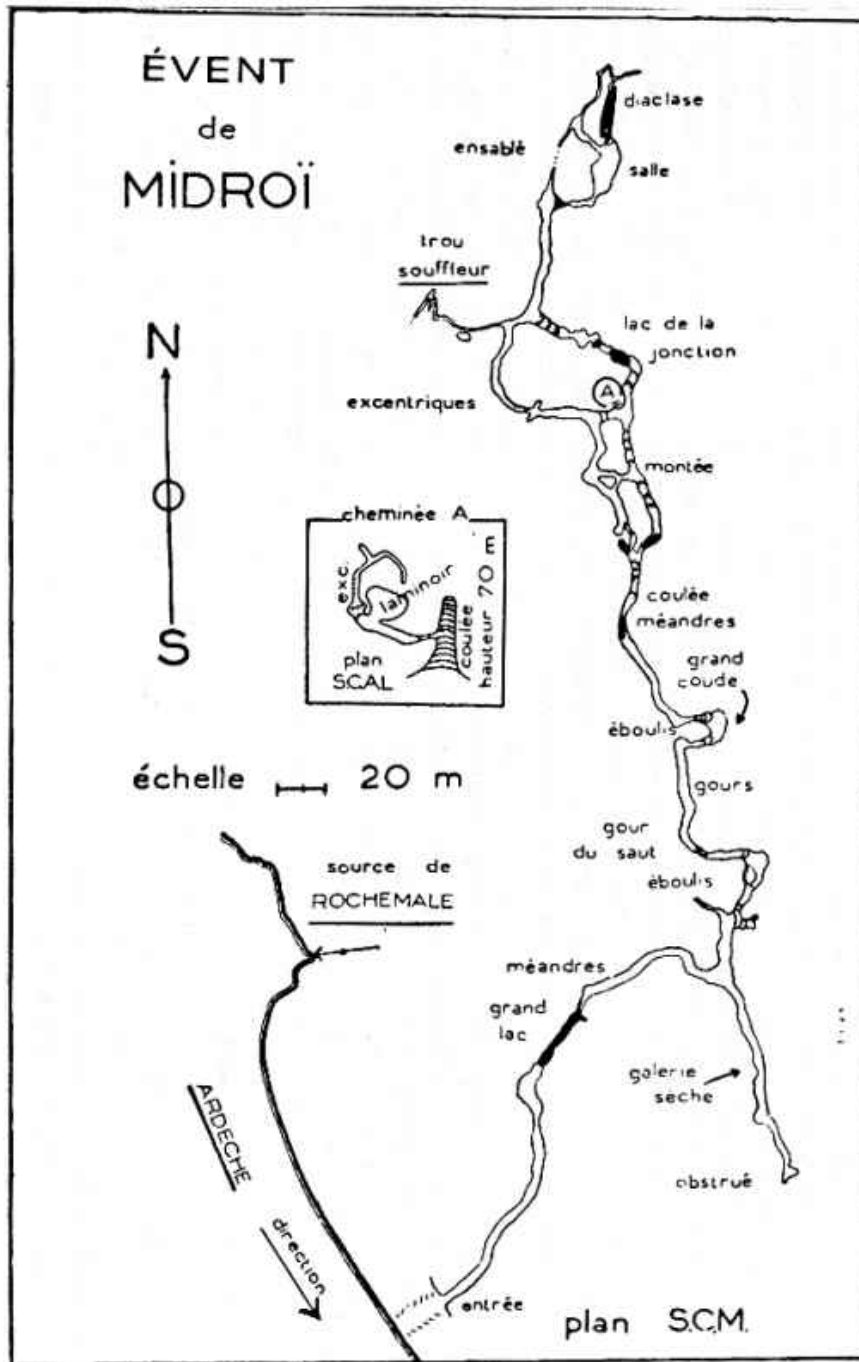 ÉVENT
de
MIDROÏ
diaclase
ensablé
salle
trou
souffleur
lac de la
jonction
N
A
excentriques
montée
cheminée A
exc.
laminoir
coulée
hauteur 70 m
plan
S.C.AL
S
coulée
méandres
grand
coude
éboulis
échelle 20 m
gours
gour
du saut
éboulis
source de
ROCHEMALE
méandres
grand
lac
galerie
sèche
ARDECHE
direction
obstrué
entrée
plan S.C.M.